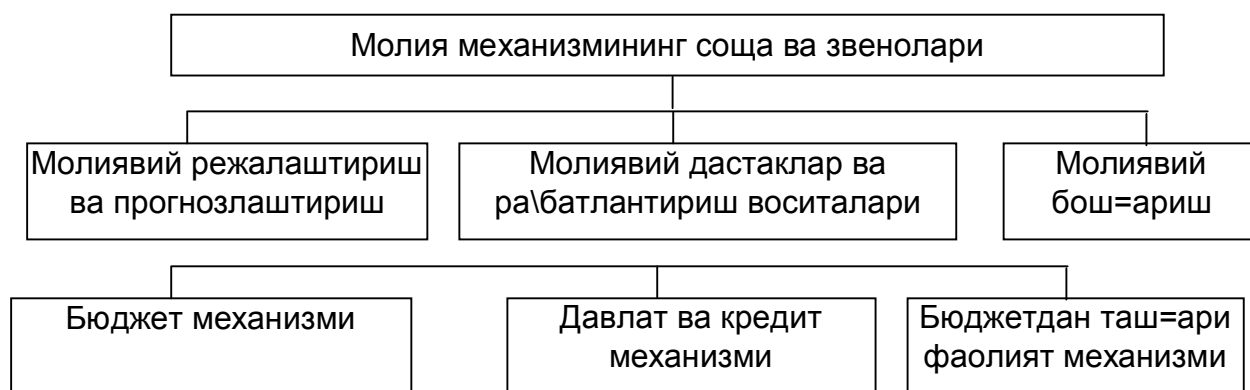 Молия механизмининг соща ва звенолари
Молиявий режалаштириш
ва прогнозлаштириш
Молиявий дастаклар ва
ра\батлантириш воситалари
Молиявий
бош=ариш
Бюджет механизми
Давлат ва кредит
механизми
Бюджетдан таш=ари
фаолият механизми